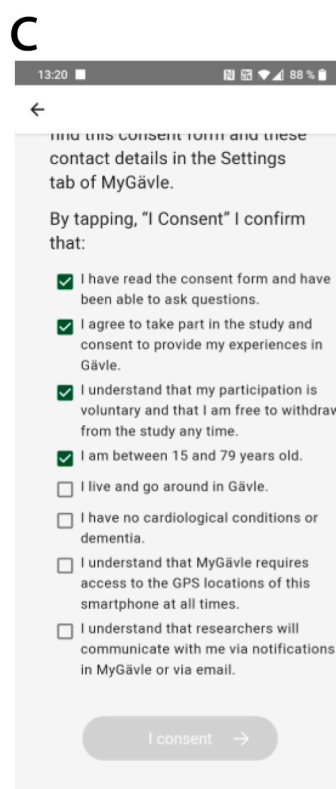 C
13:20 88 %
find this consent form and these
contact details in the Settings
tab of MyGävle.
By tapping, “I Consent” I confirm
that:
I have read the consent form and have
been able to ask questions.
I agree to take part in the study and
consent to provide my experiences in
Gävle.
I understand that my participation is
voluntary and that I am free to withdraw
from the study any time.
I am between 15 and 79 years old.
I live and go around in Gävle.
I have no cardiological conditions or
dementia.
I understand that MyGävle requires
access to the GPS locations of this
smartphone at all times.
I understand that researchers will
communicate with me via notifications
in MyGävle or via email.
I consent